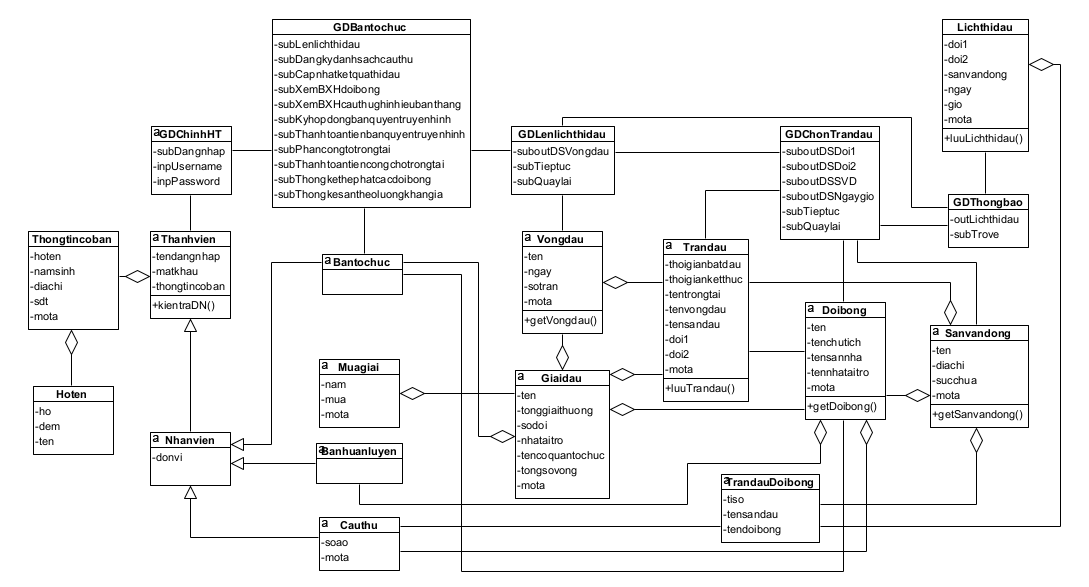 GDBantochuc
-subLenlichthidau
-subDangkydanhsachcauthu
-subCapnhatketquathidau
-subXemBXHdoibong
-subXemBXHcauthughinhieubanthang
-subKyhopdongbanquyentruyenhinh
-subThanhtoantienbanquyentruyenhinh
-subPhancongtotrongtai
-subThanhtoantiencongchotrongtai
-subThongkethephatcacdoibong
-subThongkesantheoluongkhangia
Lichthidau
-doi1
-doi2
-sanvandong
-ngay
-gio
-mota
+luuLichthidau()
a
GDChinhHT
-subDangnhap
-inpUsername
-inpPassword
GDLenlichthidau
-suboutDSVongdau
-subTieptuc
-subQuaylai
GDChonTrandau
-suboutDSDoi1
-suboutDSDoi2
-suboutDSSVD
-suboutDSNgaygio
-subTieptuc
-subQuaylai
GDThongbao
-outLichthidau
-subTrove
Thongtincoban
-hoten
-namsinh
-diachi
-sdt
-mota
a Thanhvien
-tendangnhap
-matkhau
-thongtincoban
+kientraDN()
a Bantochuc
a Vongdau
-ten
-ngay
-sotran
-mota
+getVongdau()
a Trandau
-thoigianbatdau
-thoigianketthuc
-tentrongtai
-tenvongdau
-tensandau
-doi1
-doi2
-mota
+luuTrandau()
a Doibong
-ten
-tenchutich
-tensannha
-tennhataitro
-mota
+getDoibong()
a Sanvandong
-ten
-diachi
-succhua
-mota
+getSanvandong()
Hoten
-ho
-dem
-ten
a Muagiai
-nam
-mua
-mota
a Giaidau
-ten
-tonggiaithuong
-sodoi
-nhataitro
-tencoquantochuc
-tongsovong
-mota
a Nhanvien
-donvi
a
Banhuanluyen
a
TrandauDoibong
-tiso
-tensandau
-tendoibong
a Cauthu
-soao
-mota